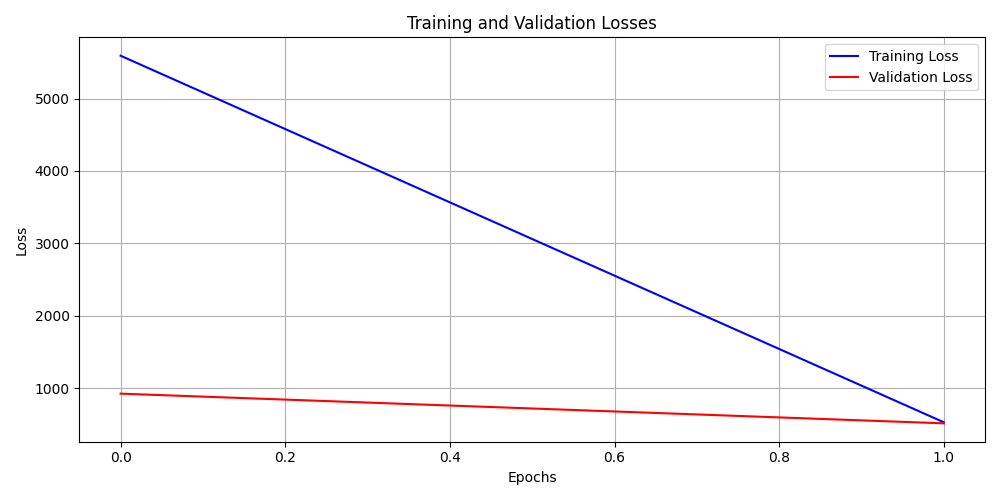 Training and Validation Losses
Training Loss
Validation Loss
5000
4000
3000
2000
1000
Loss
0.0
0.2
0.4
0.6
0.8
1.0
Epochs